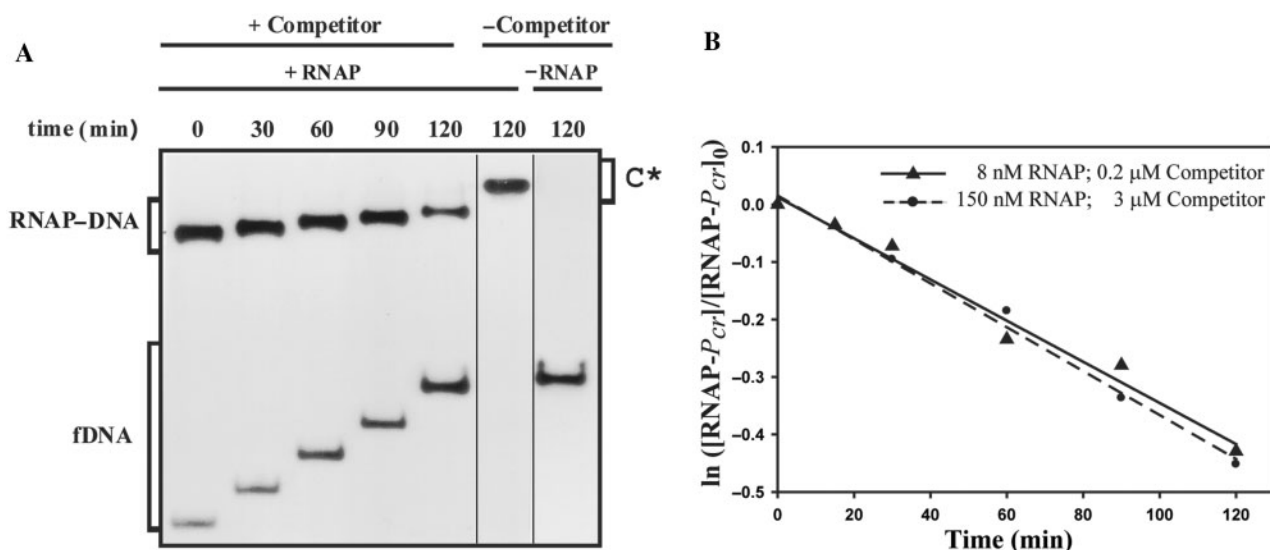 A
+ Competitor
−Competitor
+ RNAP
−RNAP
time (min)
0 30 60 90 120 120 120
RNAP–DNA
C*
fDNA
B
ln ([RNAP-Pcr]/[RNAP-Pcr]0)
0.1
0.0
−0.1
−0.2
−0.3
−0.4
−0.5
8 nM RNAP; 0.2 µM Competitor
150 nM RNAP; 3 µM Competitor
0 20 40 60 80 100 120
Time (min)